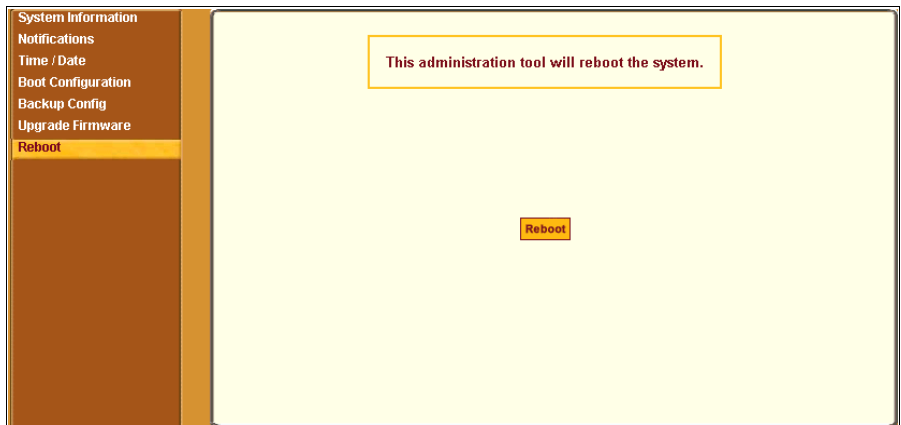 System Information
Notifications
Time / Date
Boot Configuration
Backup Config
Upgrade Firmware
Reboot
This administration tool will reboot the system.
Reboot